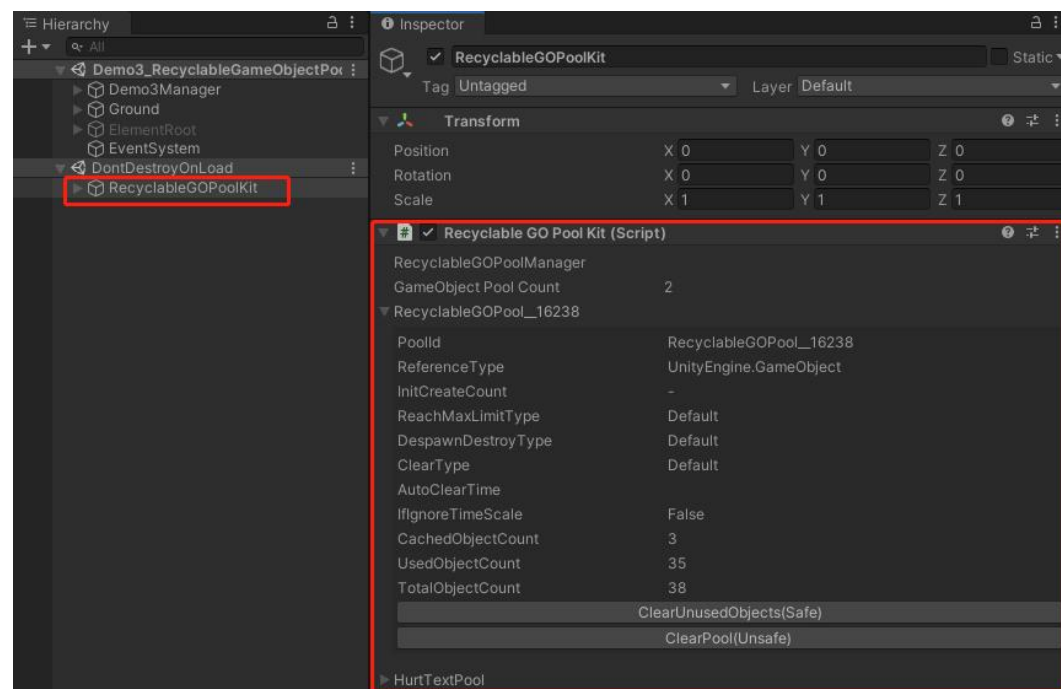 Hierarchy
All
Demo3_RecyclableGameObjectPoo
Demo3Manager
Ground
ElementRoot
EventSystem
DontDestroyOnLoad
RecyclableGOPoolKit
Inspector
RecyclableGOPoolKit
Static
Tag Untagged
Layer Default
Transform
Position X 0 Y 0 Z 0
Rotation X 0 Y 0 Z 0
Scale X 1 Y 1 Z 1
# Recyclable GO Pool Kit (Script)
RecyclableGOPoolManager
GameObject Pool Count 2
RecyclableGOPool__16238
PoolId RecyclableGOPool__16238
ReferenceType UnityEngine.GameObject
InitCreateCount -
ReachMaxLimitType Default
DespawnDestroyType Default
ClearType Default
AutoClearTime
IfIgnoreTimeScale False
CachedObjectCount 3
UsedObjectCount 35
TotalObjectCount 38
ClearUnusedObjects(Safe)
ClearPool(Unsafe)
HurtTextPool